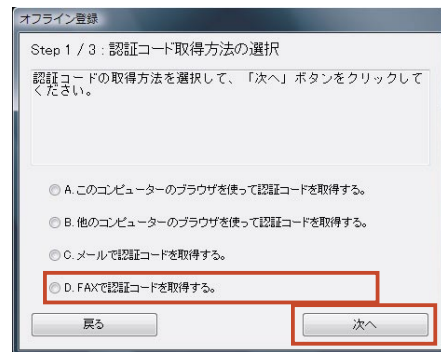 オフライン登録
Step 1 / 3 : 認証コード取得方法の選択
認証コードの取得方法を選択して、「次へ」ボタンをクリックして
ください。
A. このコンピューターのブラウザを使って認証コードを取得する。
B. 他のコンピューターのブラウザを使って認証コードを取得する。
C. メールで認証コードを取得する。
D. FAXで認証コードを取得する。
戻る
次へ